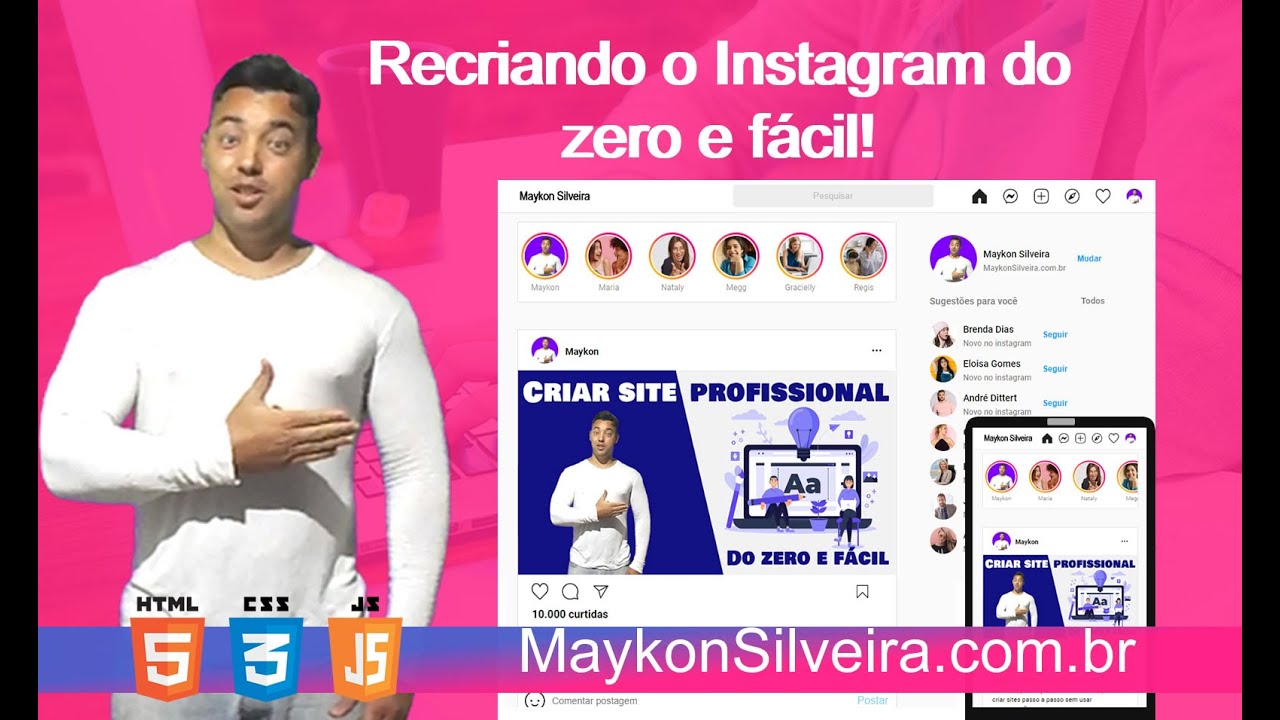 Recriando o Instagram do
zero e fácil!
Maykon Silveira
Pesquisar
Maykon
Maria
Nataly
Megg
Gracielly
Regis
Maykon Silveira
MaykonSilveira.com.br
Mudar
Sugestões para você
Todos
Brenda Dias
Novo no instagram
Seguir
Eloisa Gomes
Novo no instagram
Seguir
André Dittert
Novo no instagram
Seguir
Maykon
CRIAR SITE PROFISSIONAL
Aa
DO ZERO E FÁCIL
10.000 curtidas
Comentar postagem
Postar
Maykon Silveira
Maykon
Maria
Nataly
Megg
Maykon
CRIAR SITE PROFISSIONAL
Aa
criar sites passo a passo sem usar
HTML
5
CSS
3
JS
JS
MaykonSilveira.com.br